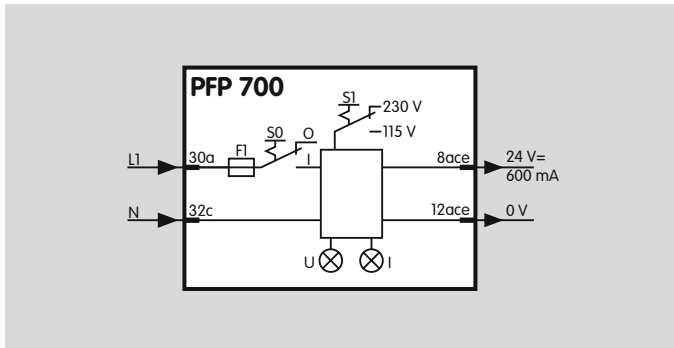 PFP 700
S1
230 V
115 V
S0
O
F1
I
L1
30a
8ace
24 V=
600 mA
N
32c
12ace
0 V
U
I